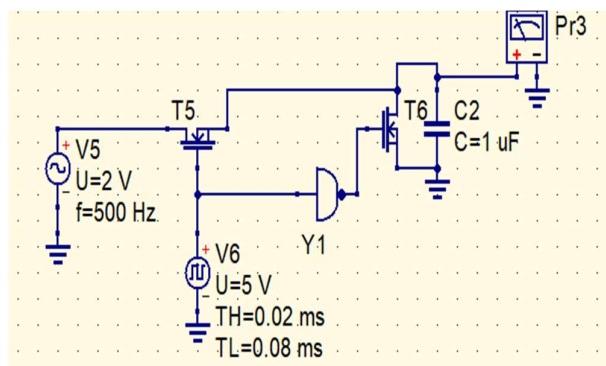 Pr3
+ -
T5
T6
C2
C=1 uF
+
V5
U=2 V
-
f=500 Hz
Y1
+
V6
U=5 V
-
TH=0.02 ms
TL=0.08 ms